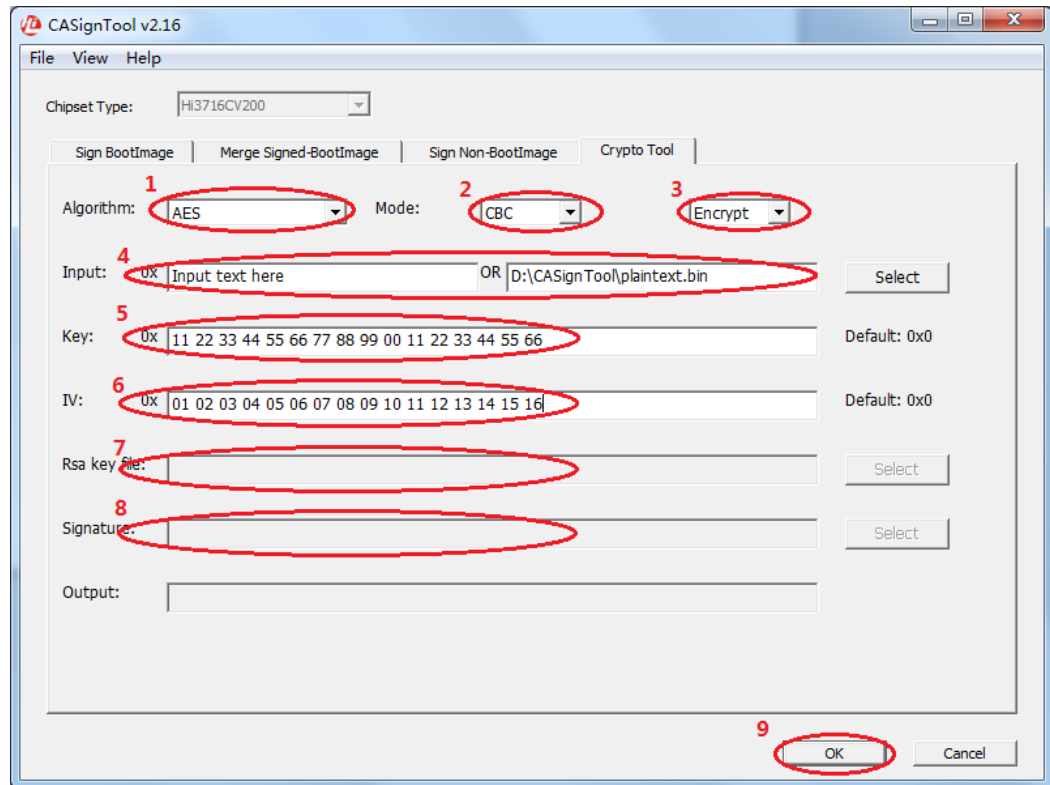 CASignTool v2.16
File View Help
Chipset Type: Hi3716CV200
Sign BootImage Merge Signed-BootImage Sign Non-BootImage Crypto Tool
1 2 3
Algorithm: AES Mode: CBC Encrypt
4
Input: 0x Input text here OR D:\CASignTool\plaintext.bin Select
5
Key: 0x 11 22 33 44 55 66 77 88 99 00 11 22 33 44 55 66 Default: 0x0
6
IV: 0x 01 02 03 04 05 06 07 08 09 10 11 12 13 14 15 16 Default: 0x0
7
Rsa key file: Select
8
Signature: Select
Output:
9
OK Cancel